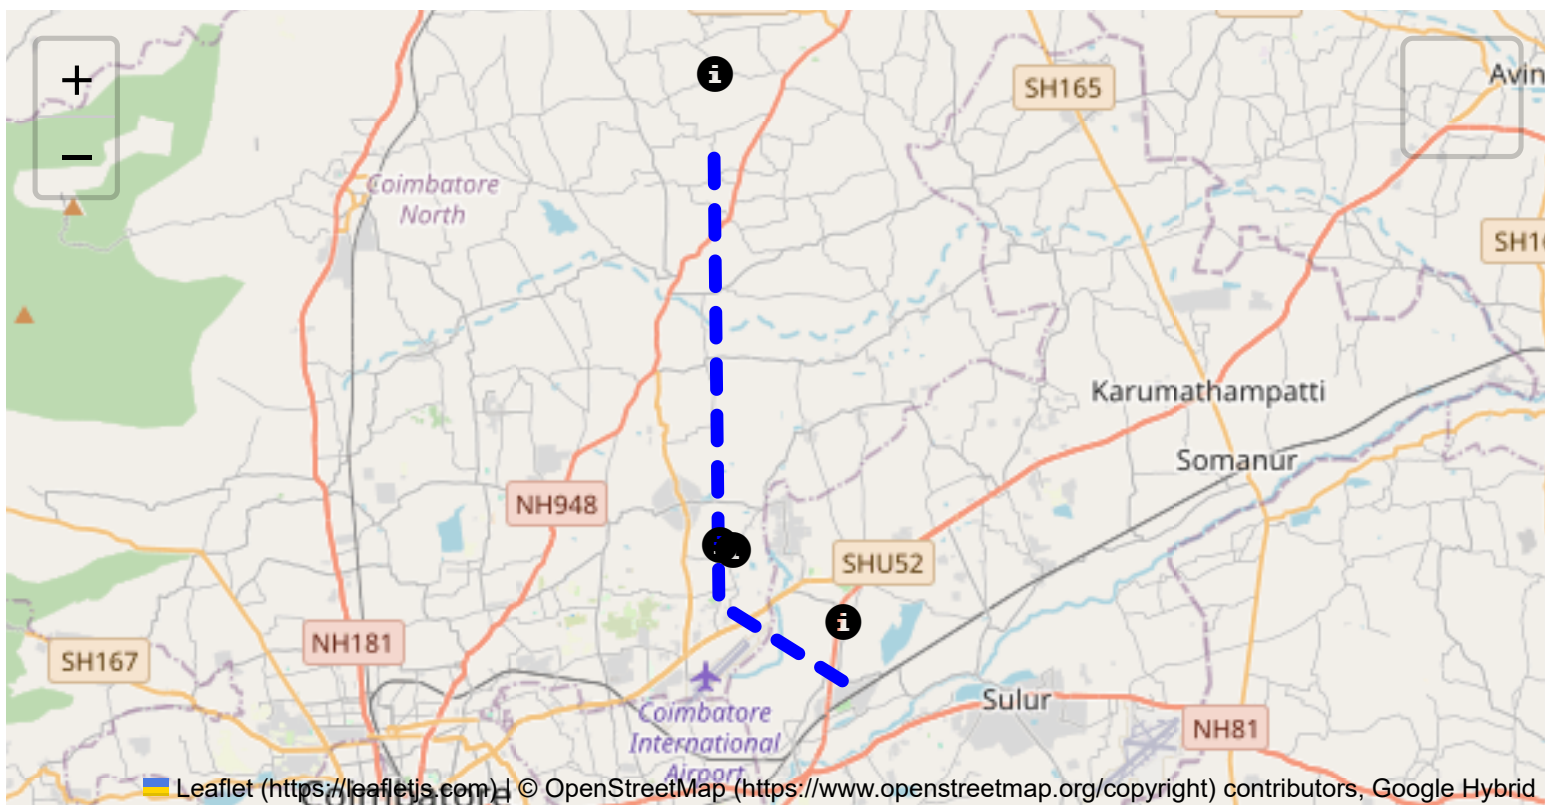 +
−
SH165
Avin
Coimbatore
North
SH16
Karumathampatti
Somanur
NH948
SHU52
NH181
SH167
Sulur
Coimbatore
International
Airport
NH81
Coimbatore
Leaflet (https://leafletjs.com) | © OpenStreetMap (https://www.openstreetmap.org/copyright) contributors, Google Hybrid